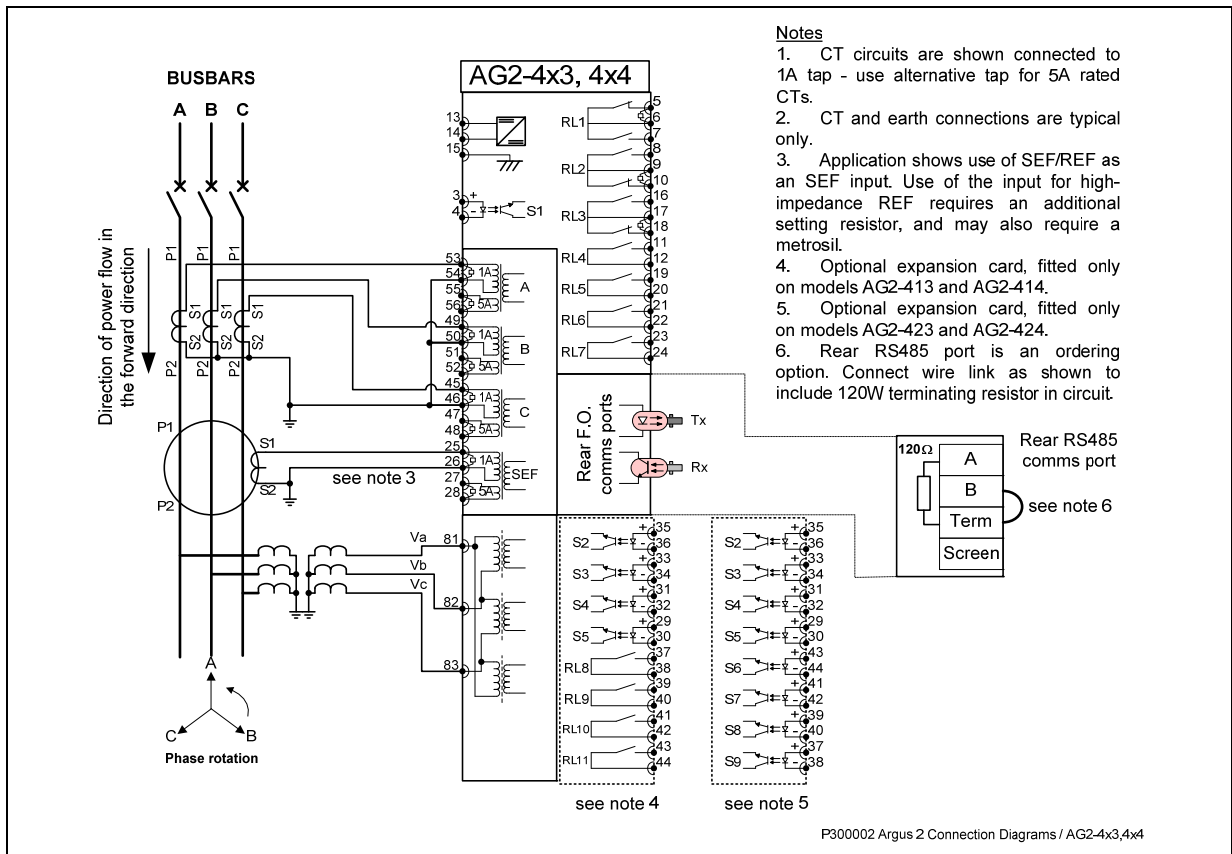 BUSBARS
A B C
AG2-4x3, 4x4
Direction of power flow in
the forward direction
P1 P1 P1
S1 S1 S1
S2 S2 S2
P2 P2 P2
P1
P2
S1
S2
see note 3
13
14
15
3 +
4 -
S1
53
54
55
56
1A
5A
A
49
50
51
52
1A
5A
B
45
46
47
48
1A
5A
C
25
26
27
28
1A
5A
SEF
Va 81
Vb
82
Vc
83
A
C
B
Phase rotation
RL1
5
6
7
RL2
8
9
10
RL3
16
17
18
RL4
11
12
RL5
19
20
RL6
21
22
RL7
23
24
Rear F.O.
comms ports
Tx
Rx
S2 + 35
- 36
S3 + 33
- 34
S4 + 31
- 32
S5 + 29
- 30
RL8 37
38
RL9 39
40
RL10 41
42
RL11 43
44
see note 4
S2 + 35
- 36
S3 + 33
- 34
S4 + 31
- 32
S5 + 29
- 30
S6 + 43
- 44
S7 + 41
- 42
S8 + 39
- 40
S9 + 37
- 38
see note 5
Notes
1. CT circuits are shown connected to
1A tap - use alternative tap for 5A rated
CTs.
2. CT and earth connections are typical
only.
3. Application shows use of SEF/REF as
an SEF input. Use of the input for high-
impedance REF requires an additional
setting resistor, and may also require a
metrosil.
4. Optional expansion card, fitted only
on models AG2-413 and AG2-414.
5. Optional expansion card, fitted only
on models AG2-423 and AG2-424.
6. Rear RS485 port is an ordering
option. Connect wire link as shown to
include 120W terminating resistor in circuit.
120Ω
A
B
Term
Screen
Rear RS485
comms port
see note 6
P300002 Argus 2 Connection Diagrams / AG2-4x3,4x4